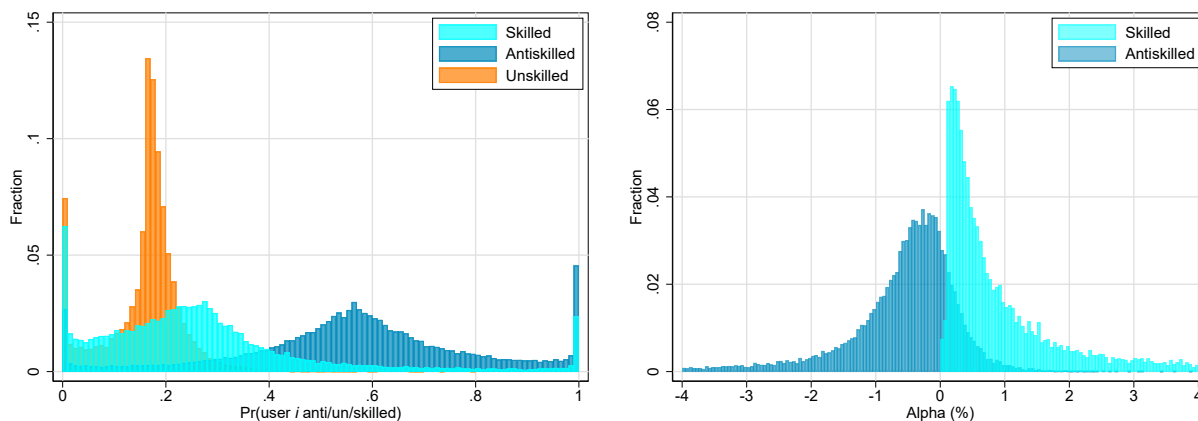 Skilled
Antiskilled
Unskilled
.15
.1
.05
0
Fraction
0
.2
.4
.6
.8
1
Pr(user i anti/un/skilled)
Skilled
Antiskilled
.08
.06
.04
.02
0
Fraction
-4
-3
-2
-1
0
1
2
3
4
Alpha (%)